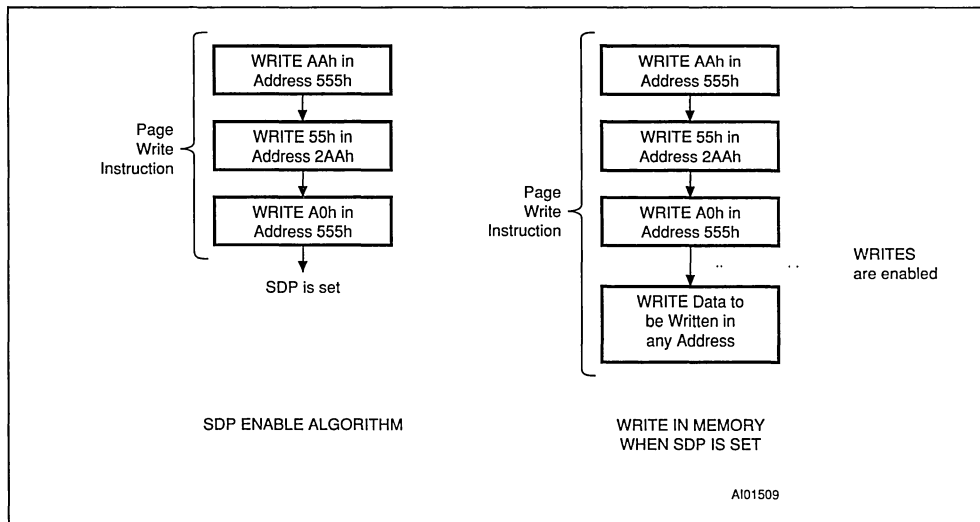 WRITE AAh in
Address 555h
WRITE 55h in
Address 2AAh
Page
Write
Instruction
WRITE A0h in
Address 555h
SDP is set
SDP ENABLE ALGORITHM
WRITE AAh in
Address 555h
WRITE 55h in
Address 2AAh
Page
Write
Instruction
WRITE A0h in
Address 555h
WRITES
are enabled
WRITE Data to
be Written in
any Address
WRITE IN MEMORY
WHEN SDP IS SET
AI01509